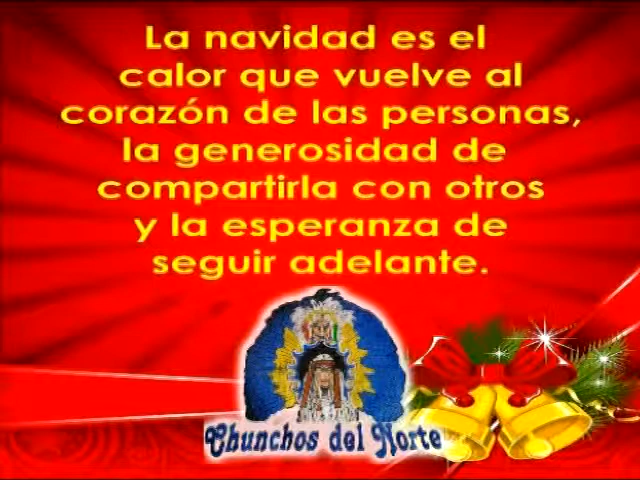 La navidad es el
calor que vuelve al
corazón de las personas,
la generosidad de
compartirla con otros
y la esperanza de
seguir adelante.
Chunchos del Norte